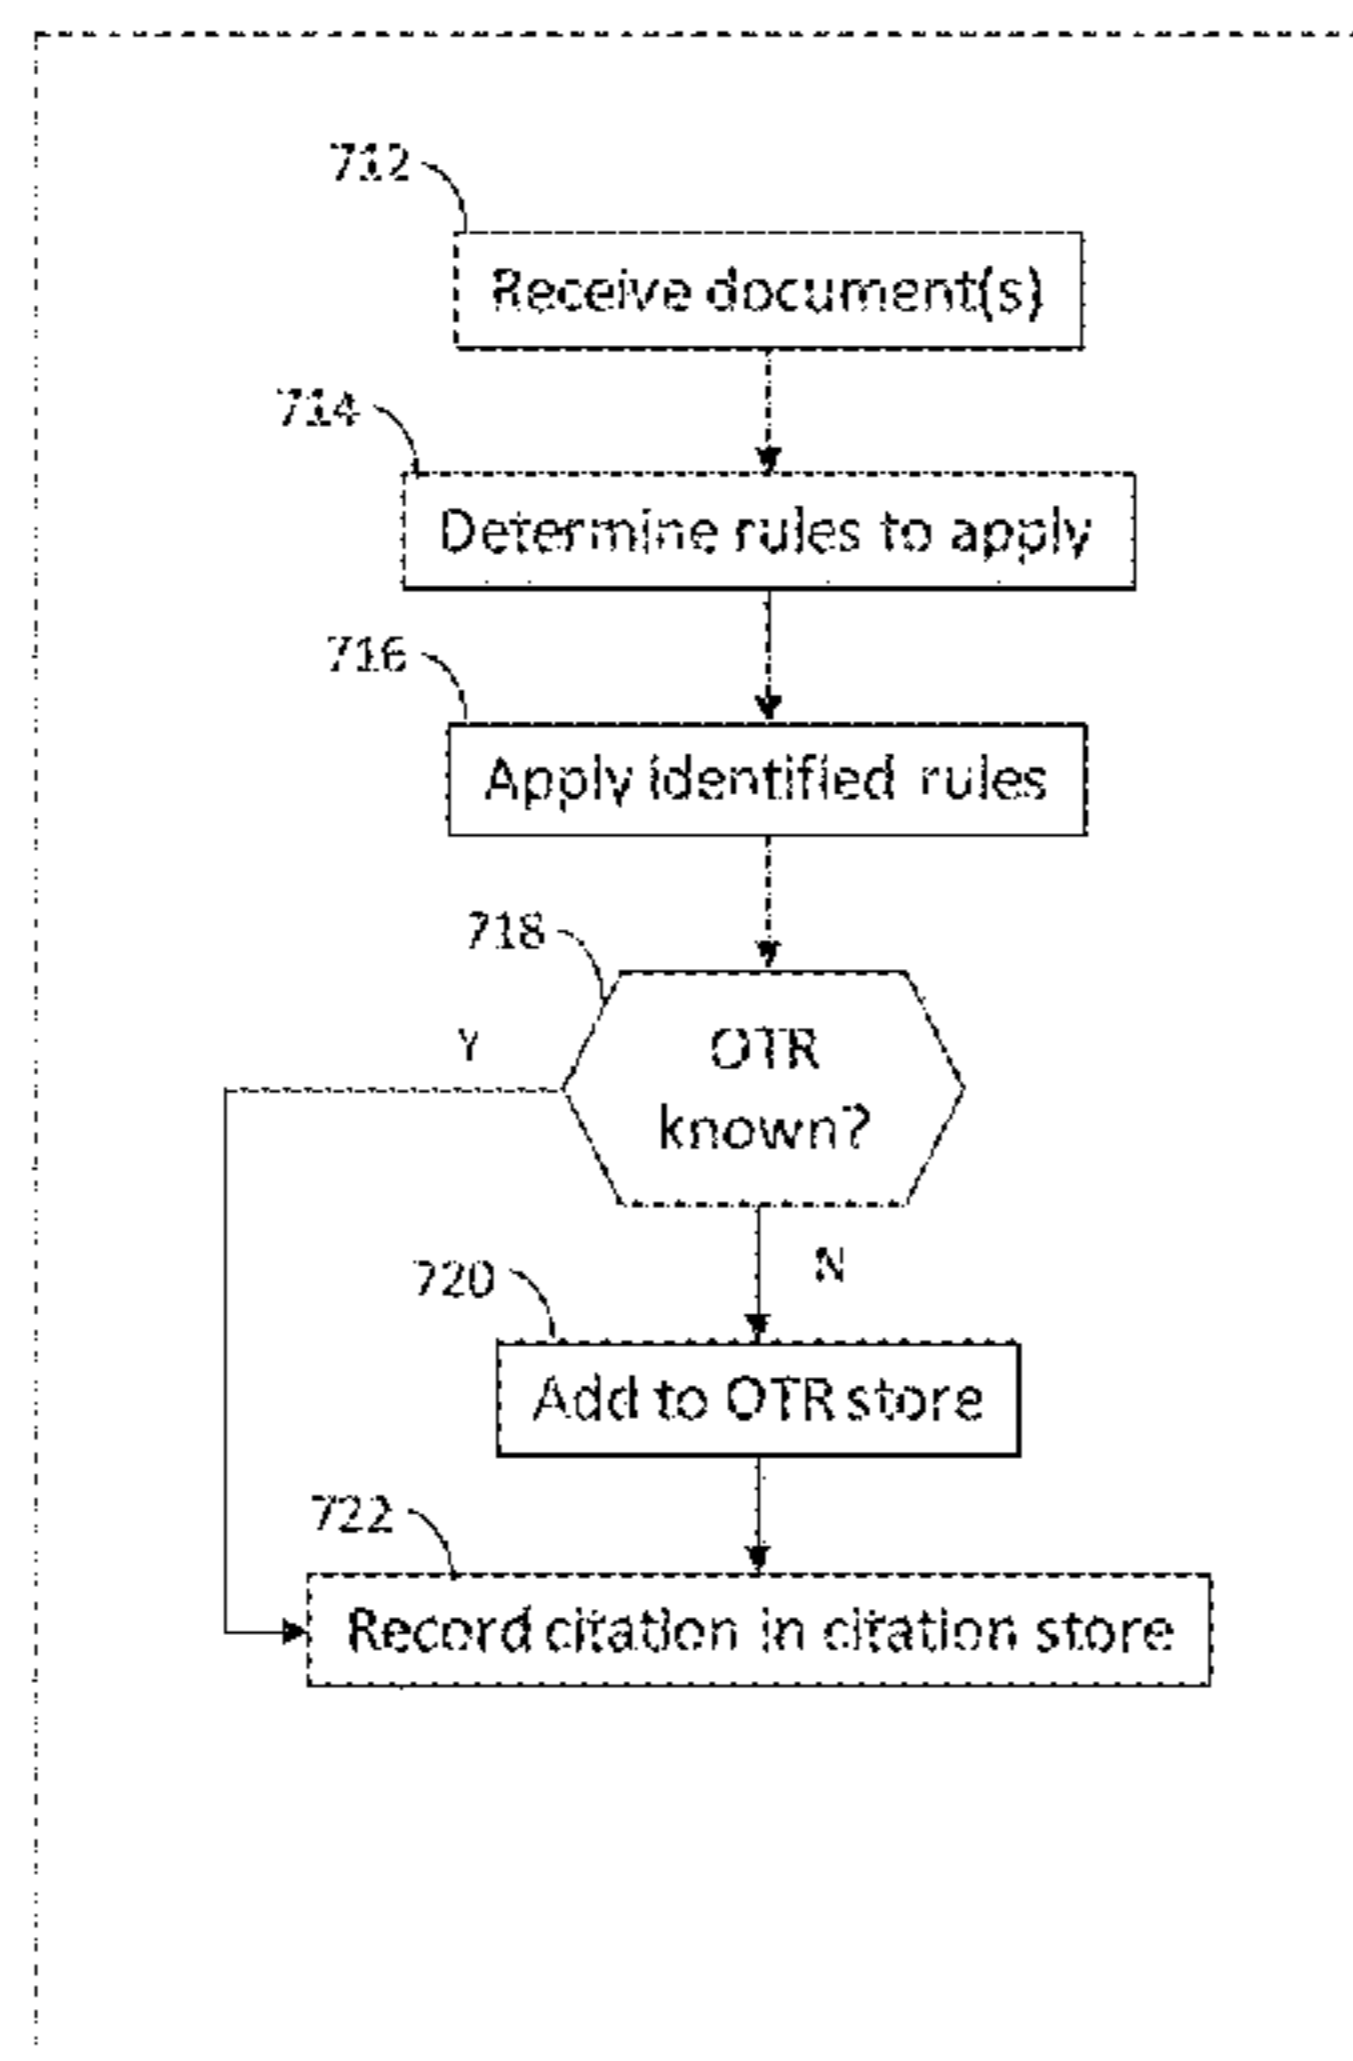 712
Receive document(s)
714
Determine rules to apply
716
Apply identified rules
718
Y
OTR
known?
N
720
Add to OTR store
722
Record citation in citation store